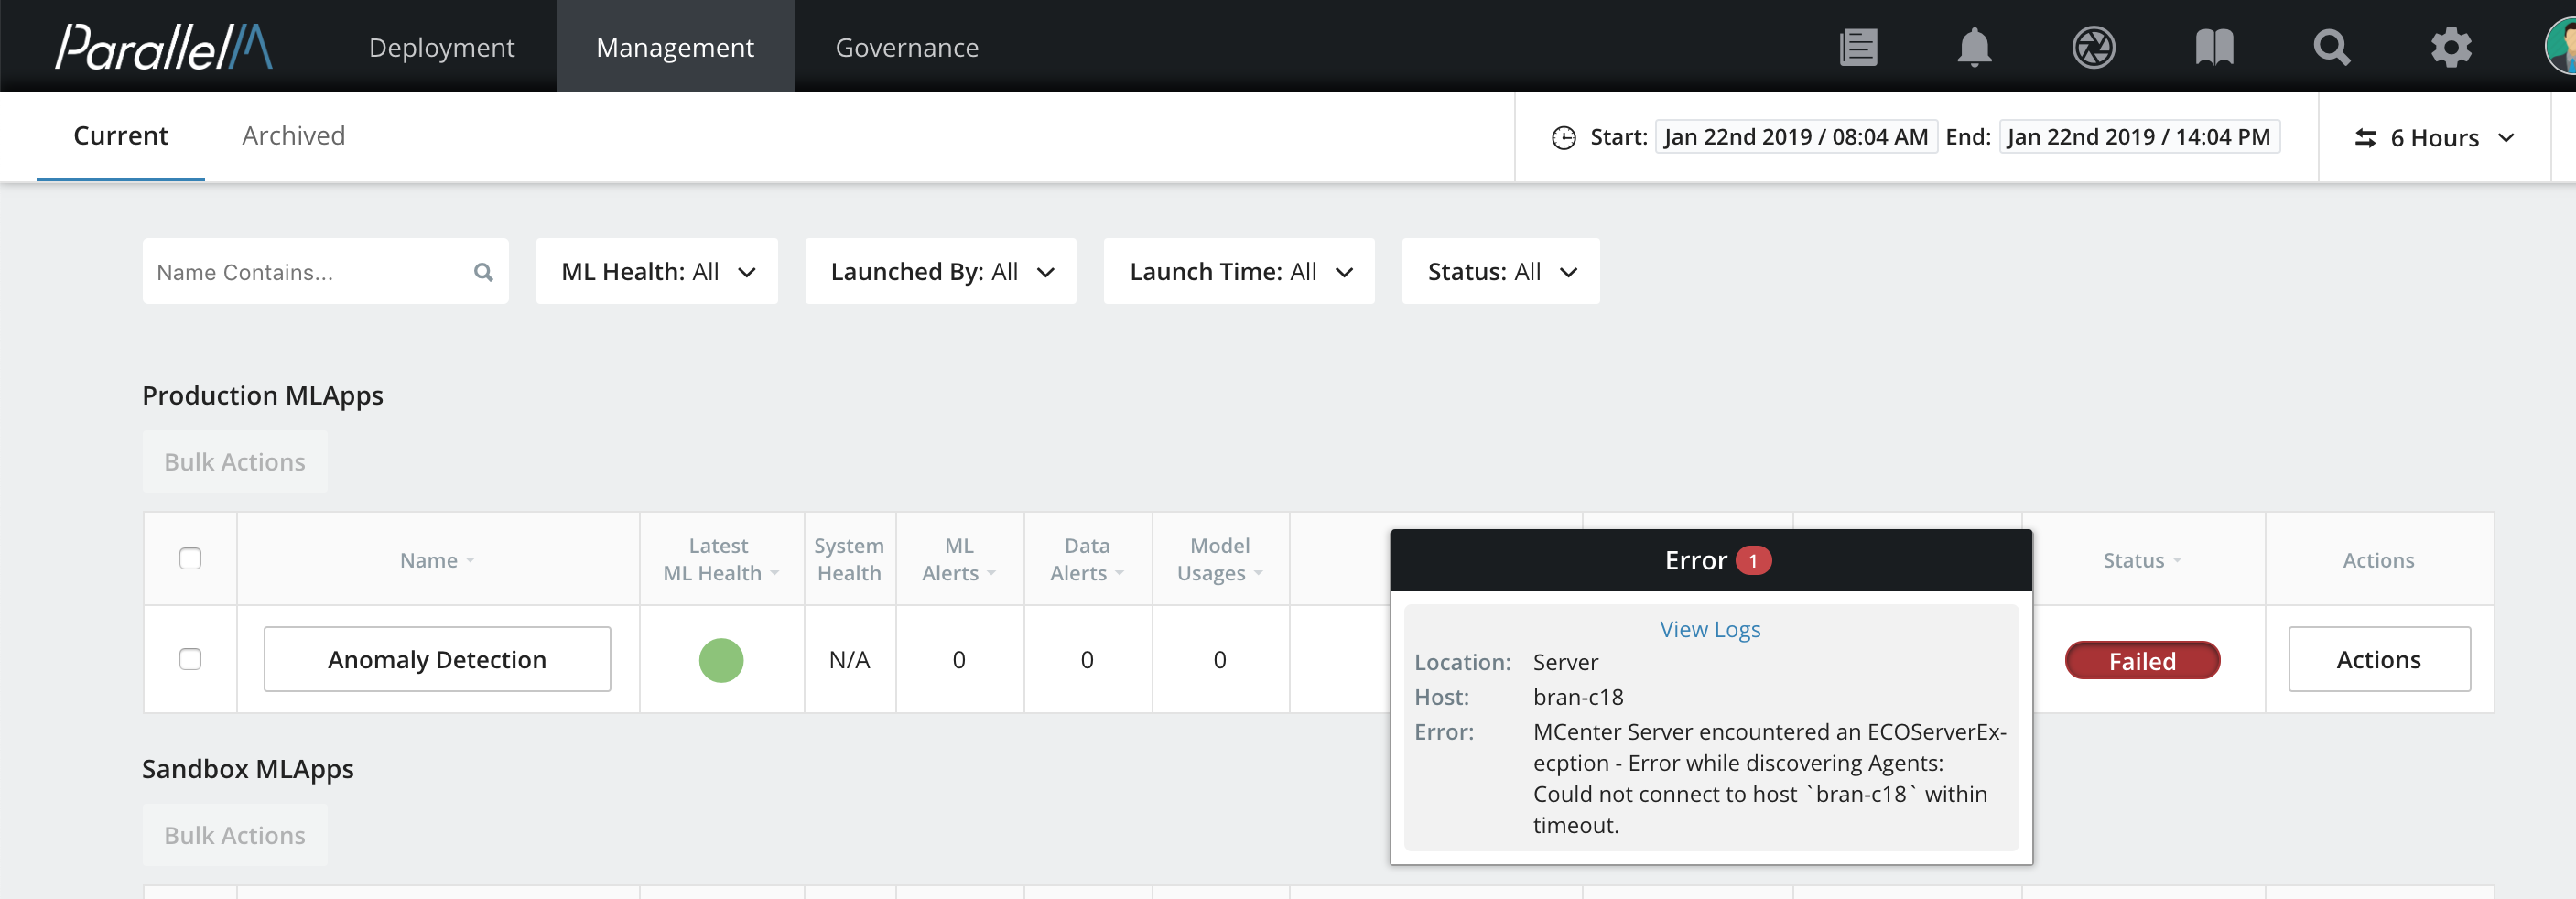 ParallelM Deployment Management Governance
Current Archived Start: Jan 22nd 2019 / 08:04 AM End: Jan 22nd 2019 / 14:04 PM 6 Hours
Name Contains... ML Health: All Launched By: All Launch Time: All Status: All
Production MLApps
Bulk Actions
Name Latest ML Health System Health ML Alerts Data Alerts Model Usages Status Actions
Anomaly Detection N/A 0 0 0 Failed Actions
Error 1
View Logs
Location: Server
Host: bran-c18
Error: MCenter Server encountered an ECOServerEx-
ecption - Error while discovering Agents:
Could not connect to host `bran-c18` within
timeout.
Sandbox MLApps
Bulk Actions